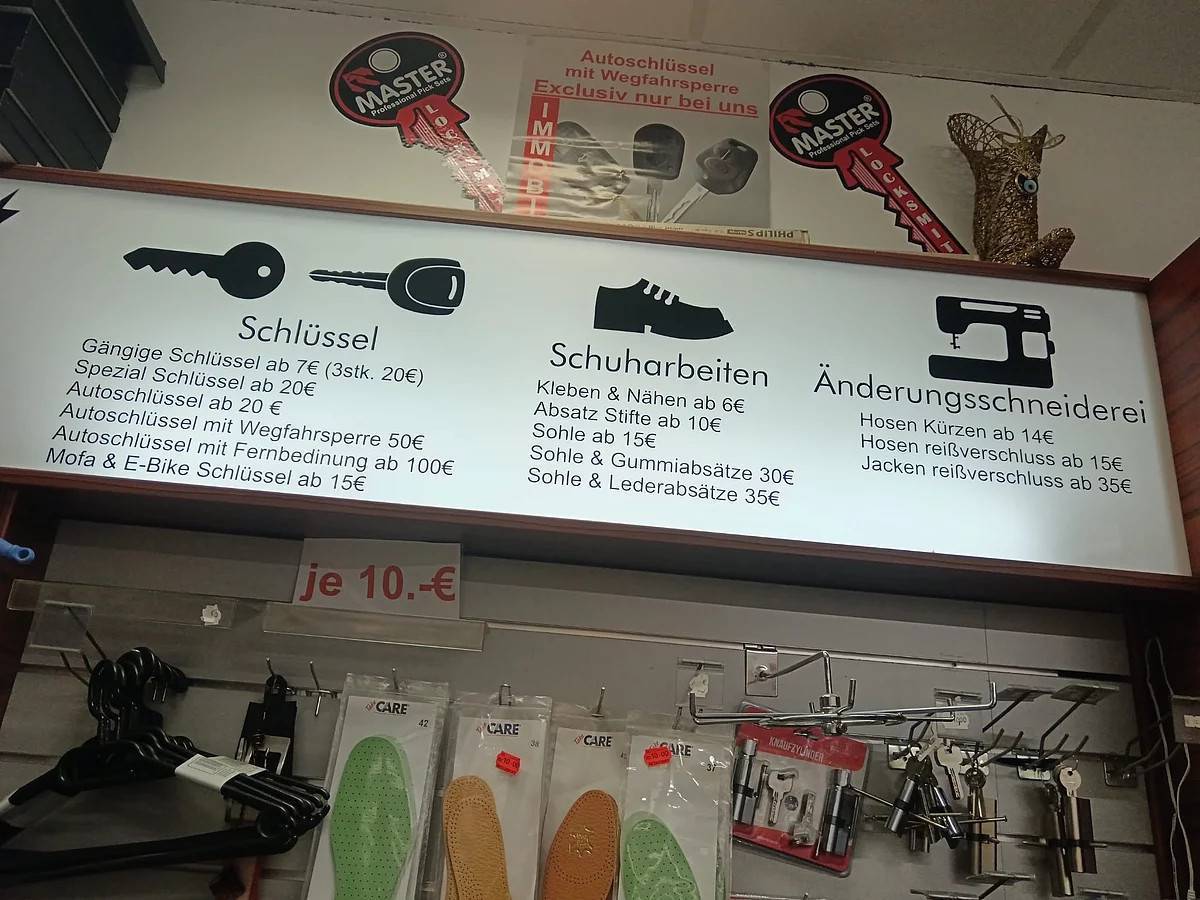 MASTER®
Professional Pick Sets
Autoschlüssel
mit Wegfahrsperre
Exclusiv nur bei uns
IMMOBI
MASTER®
Professional Pick Sets
LOCKSMIT
PHILIPS
Schlüssel
Gängige Schlüssel ab 7€ (3stk. 20€)
Spezial Schlüssel ab 20€
Autoschlüssel ab 20 €
Autoschlüssel mit Wegfahrsperre 50€
Autoschlüssel mit Fernbedinung ab 100€
Mofa & E-Bike Schlüssel ab 15€
Schuharbeiten
Kleben & Nähen ab 6€
Absatz Stifte ab 10€
Sohle ab 15€
Sohle & Gummiabsätze 30€
Sohle & Lederabsätze 35€
Änderungsschneiderei
Hosen Kürzen ab 14€
Hosen reißverschluss ab 15€
Jacken reißverschluss ab 35€
je 10.-€
CARE
42
CARE
38
CARE
CARE
37
KNAUFZYLINDER